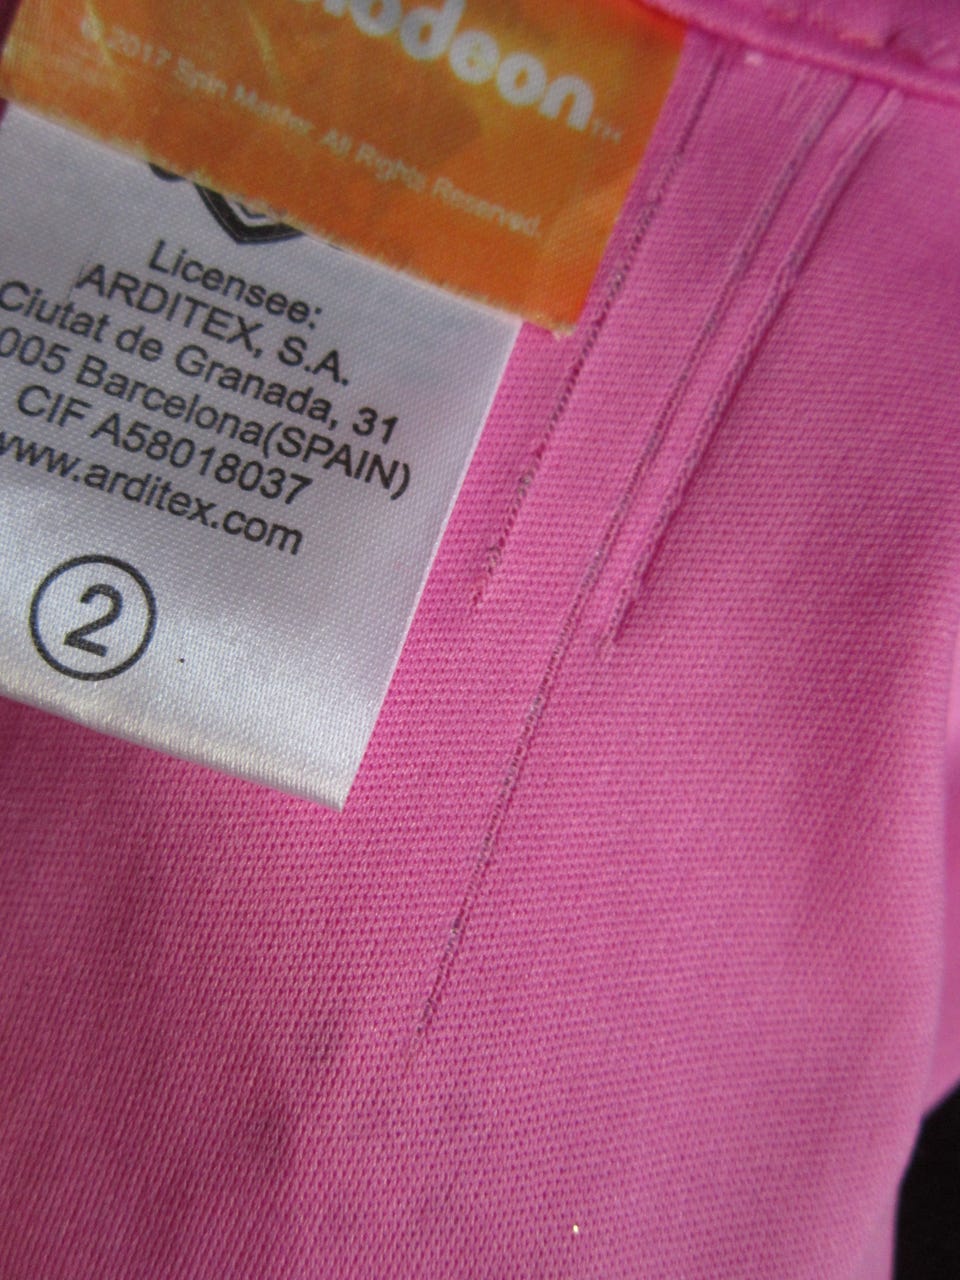 © 2017 Spin Master. All Rights Reserved.
Licensee:
ARDITEX, S.A.
Ciutat de Granada, 31
005 Barcelona(SPAIN)
CIF A58018037
www.arditex.com
2